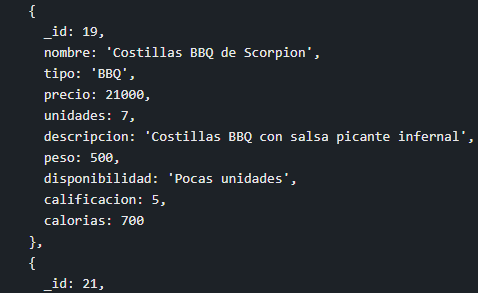 {
_id: 19,
nombre: 'Costillas BBQ de Scorpion',
tipo: 'BBQ',
precio: 21000,
unidades: 7,
descripcion: 'Costillas BBQ con salsa picante infernal',
peso: 500,
disponibilidad: 'Pocas unidades',
calificacion: 5,
calorias: 700
},
{
_id: 21,